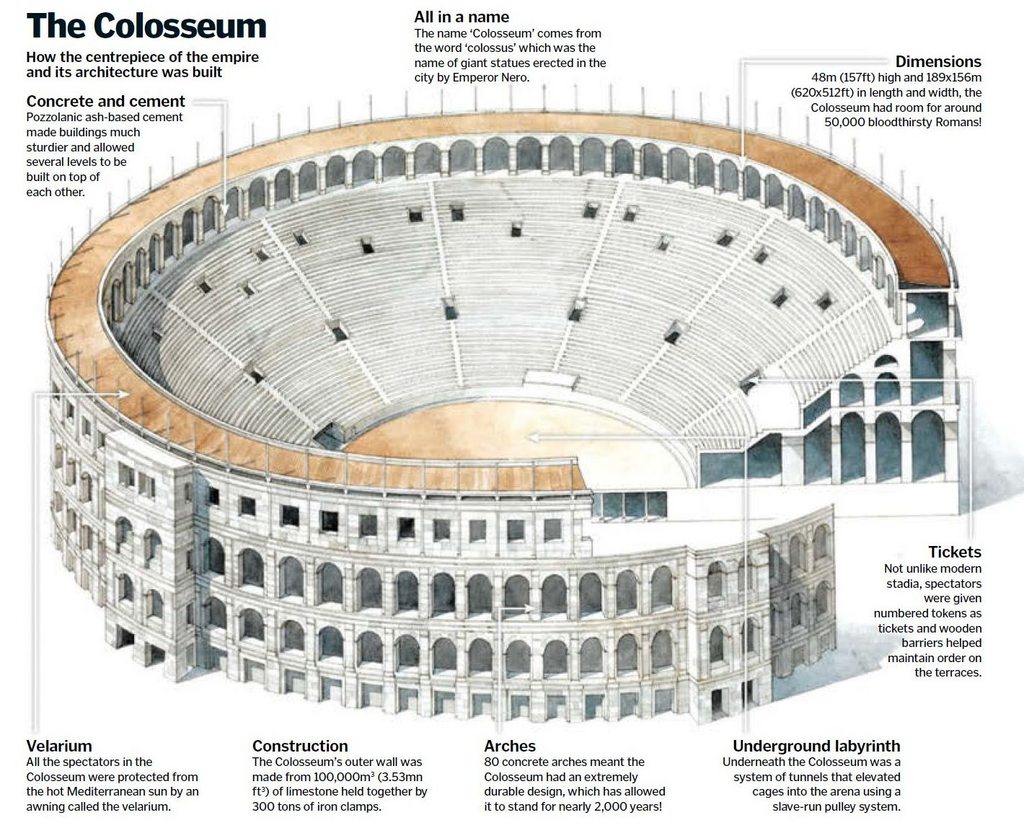 The Colosseum
How the centrepiece of the empire
and its architecture was built
Concrete and cement
Pozzolanic ash-based cement
made buildings much
sturdier and allowed
several levels to be
built on top of
each other.
All in a name
The name ‘Colosseum’ comes from
the word ‘colossus’ which was the
name of giant statues erected in the
city by Emperor Nero.
Dimensions
48m (157ft) high and 189x156m
(620x512ft) in length and width, the
Colosseum had room for around
50,000 bloodthirsty Romans!
Tickets
Not unlike modern
stadia, spectators
were given
numbered tokens as
tickets and wooden
barriers helped
maintain order on
the terraces.
Velarium
All the spectators in the
Colosseum were protected from
the hot Mediterranean sun by an
awning called the velarium.
Construction
The Colosseum’s outer wall was
made from 100,000m³ (3.53mn
ft³) of limestone held together by
300 tons of iron clamps.
Arches
80 concrete arches meant the
Colosseum had an extremely
durable design, which has allowed
it to stand for nearly 2,000 years!
Underground labyrinth
Underneath the Colosseum was a
system of tunnels that elevated
cages into the arena using a
slave-run pulley system.